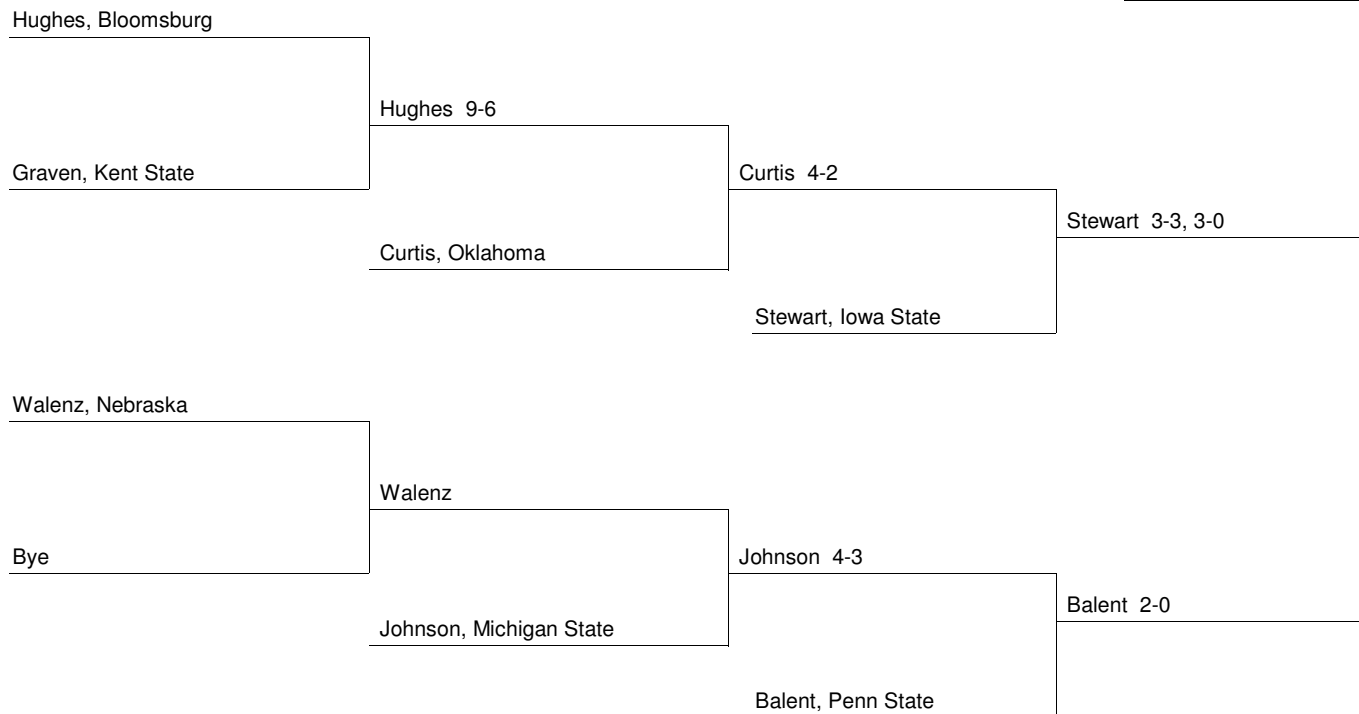 Hughes, Bloomsburg
Hughes  9-6
Graven, Kent State
Curtis  4-2
Stewart  3-3, 3-0
Curtis, Oklahoma
Stewart, Iowa State
Walenz, Nebraska
Walenz
Bye
Johnson  4-3
Balent  2-0
Johnson, Michigan State
Balent, Penn State